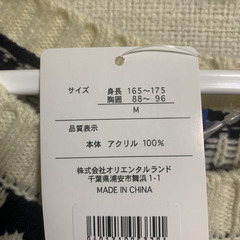 サイズ 身長 165～175
胸囲 88～ 96
M
品質表示
本体 アクリル 100%
株式会社オリエンタルランド
千葉県浦安市舞浜1-1
MADE IN CHINA